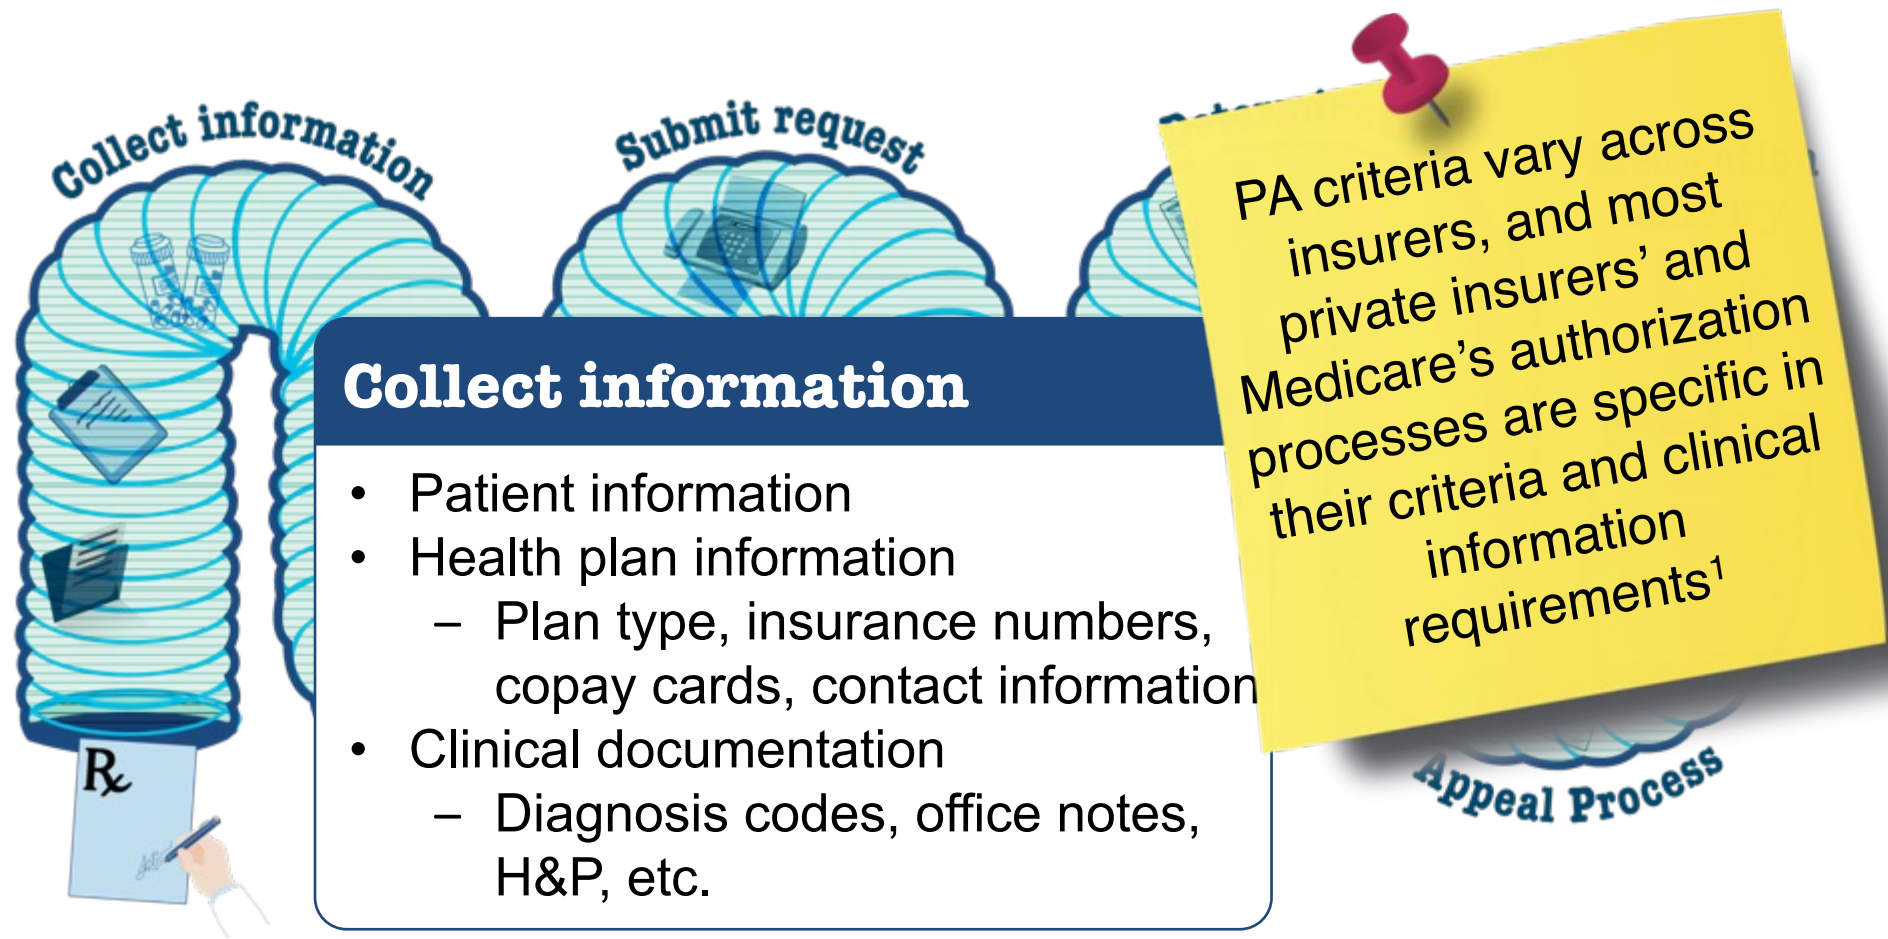 Collect information
Submit request
PA criteria vary across
insurers, and most
private insurers’ and
Medicare’s authorization
processes are specific in
their criteria and clinical
information
requirements¹
Collect information
• Patient information
• Health plan information
– Plan type, insurance numbers,
copay cards, contact information
• Clinical documentation
– Diagnosis codes, office notes,
H&P, etc.
Rx
Appeal Process